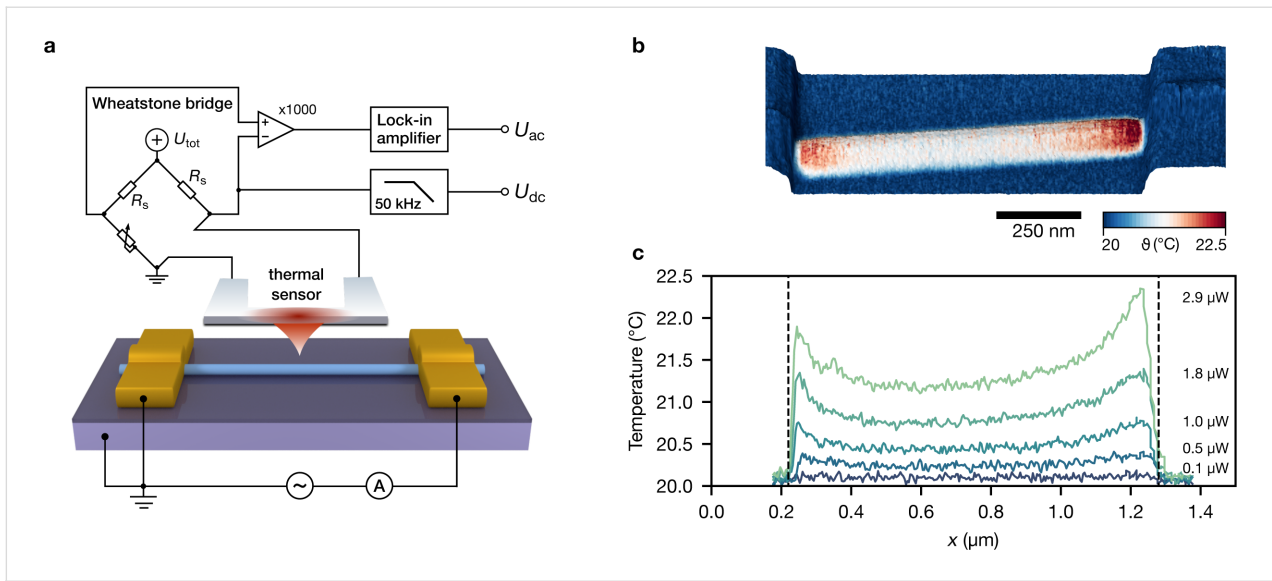 a
Wheatstone bridge
x1000
U_tot
R_s
R_s
+
−
Lock-in
amplifier
U_ac
50 kHz
U_dc
thermal
sensor
~
A
b
250 nm
20 ϑ (°C) 22.5
c
Temperature (°C)
22.5
22.0
21.5
21.0
20.5
20.0
2.9 µW
1.8 µW
1.0 µW
0.5 µW
0.1 µW
0.0 0.2 0.4 0.6 0.8 1.0 1.2 1.4
x (µm)